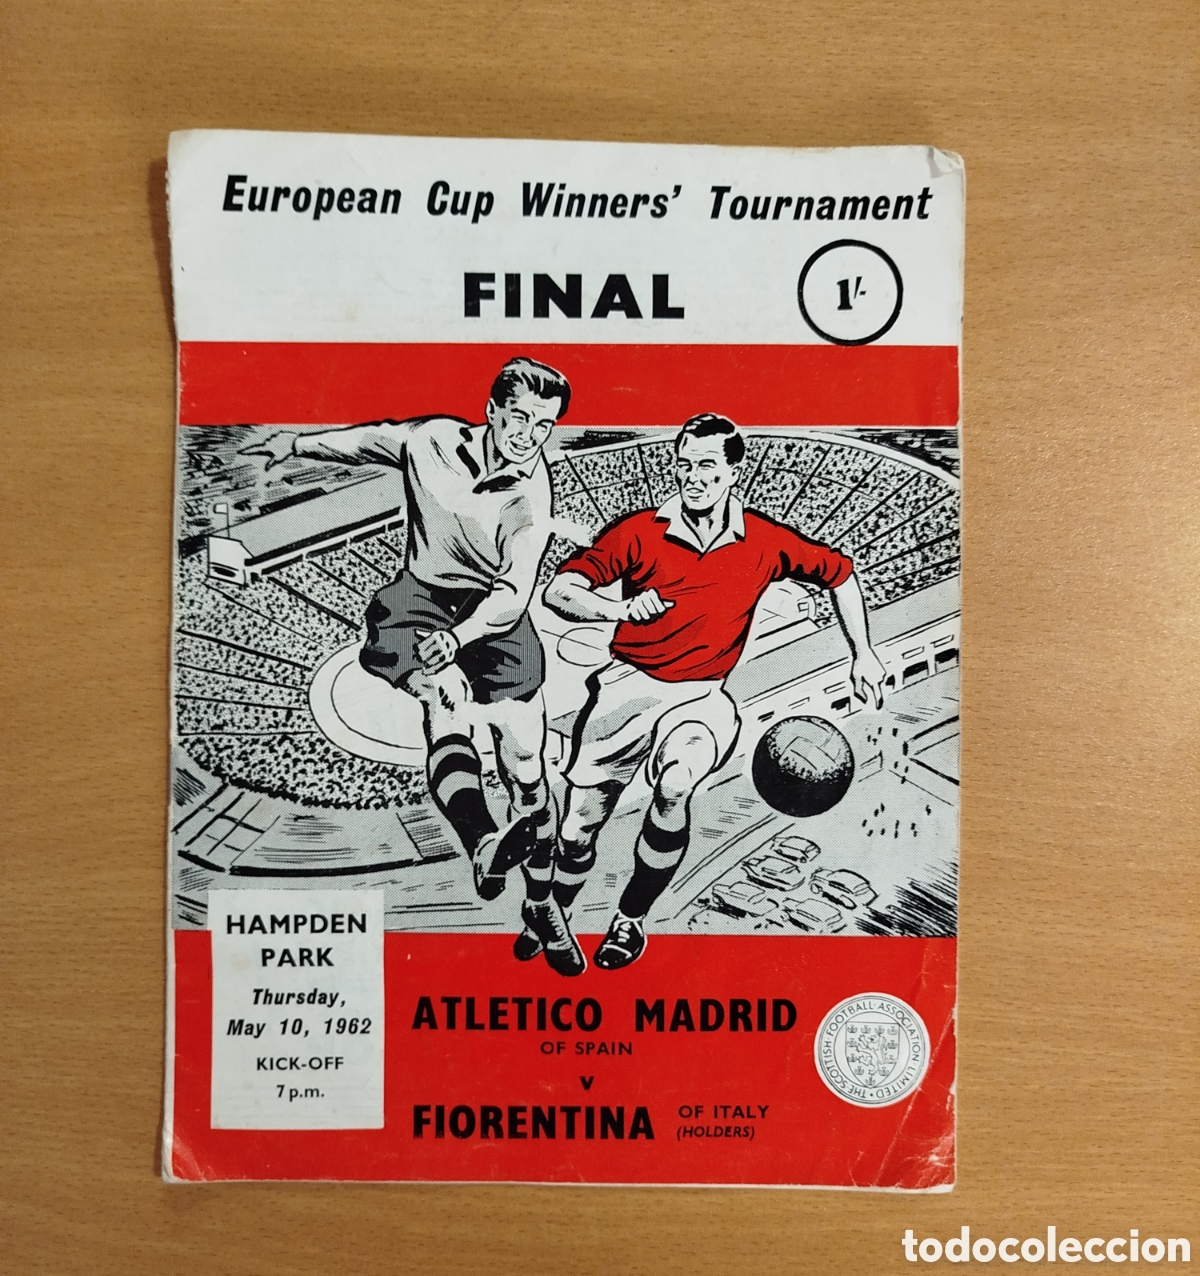 European Cup Winners' Tournament
FINAL
1/-
HAMPDEN
PARK
Thursday,
May 10, 1962
KICK-OFF
7 p.m.
ATLETICO MADRID
OF SPAIN
v
FIORENTINA
OF ITALY
(HOLDERS)
THE SCOTTISH FOOTBALL ASSOCIATION LIMITED
todocoleccion